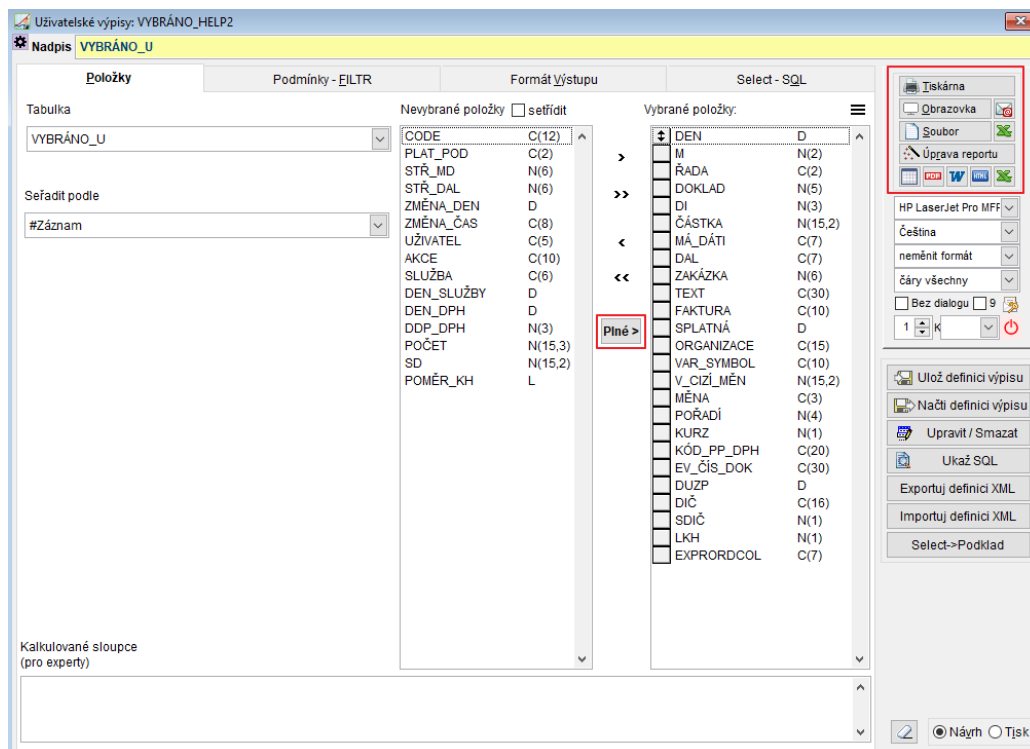 Uživatelské výpisy: VYBRÁNO_HELP2
Nadpis VYBRÁNO_U
Položky
Podmínky - FILTR
Formát Výstupu
Select - SQL
Tabulka
VYBRÁNO_U
Seřadit podle
#Záznam
Nevybrané položky setřídit
CODE C(12)
PLAT_POD C(2)
STŘ_MD N(6)
STŘ_DAL N(6)
ZMĚNA_DEN D
ZMĚNA_ČAS C(8)
UŽIVATEL C(5)
AKCE C(10)
SLUŽBA C(6)
DEN_SLUŽBY D
DEN_DPH D
DDP_DPH N(3)
POČET N(15,3)
SD N(15,2)
POMĚR_KH L
>
>>
<
<<
Plné >
Vybrané položky:
DEN D
M N(2)
ŘADA C(2)
DOKLAD N(5)
DI N(3)
ČÁSTKA N(15,2)
MÁ_DÁTI C(7)
DAL C(7)
ZAKÁZKA N(6)
TEXT C(30)
FAKTURA C(10)
SPLATNÁ D
ORGANIZACE C(15)
VAR_SYMBOL C(10)
V_CIZÍ_MĚN N(15,2)
MĚNA C(3)
POŘADÍ N(4)
KURZ N(1)
KÓD_PP_DPH C(20)
EV_ČÍS_DOK C(30)
DUZP D
DIČ C(16)
SDIČ N(1)
LKH N(1)
EXPRORDCOL C(7)
Kalkulované sloupce
(pro experty)
Tiskárna
Obrazovka
Soubor
Úprava reportu
PDF W HTML
HP LaserJet Pro MFF
Čeština
neměnit formát
čáry všechny
Bez dialogu 9
1 K
Ulož definici výpisu
Načti definici výpisu
Upravit / Smazat
Ukaž SQL
Exportuj definici XML
Importuj definici XML
Select->Podklad
Návrh Tisk